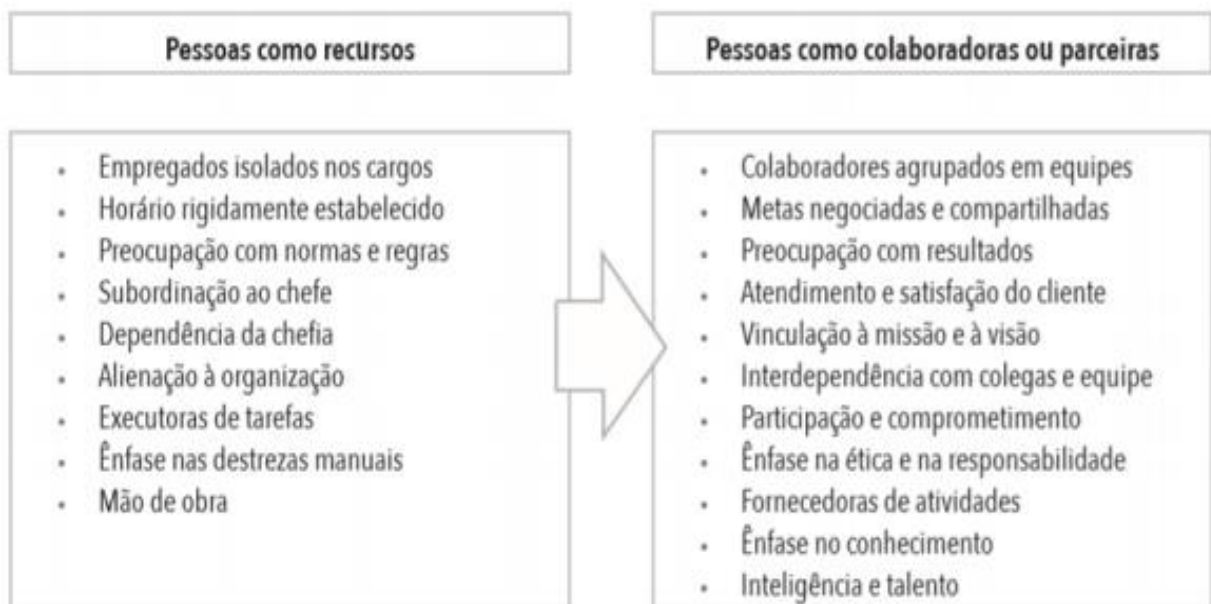 Pessoas como recursos
• Empregados isolados nos cargos
• Horário rigidamente estabelecido
• Preocupação com normas e regras
• Subordinação ao chefe
• Dependência da chefia
• Alienação à organização
• Executoras de tarefas
• Ênfase nas destrezas manuais
• Mão de obra
Pessoas como colaboradoras ou parceiras
• Colaboradores agrupados em equipes
• Metas negociadas e compartilhadas
• Preocupação com resultados
• Atendimento e satisfação do cliente
• Vinculação à missão e à visão
• Interdependência com colegas e equipe
• Participação e comprometimento
• Ênfase na ética e na responsabilidade
• Fornecedoras de atividades
• Ênfase no conhecimento
• Inteligência e talento